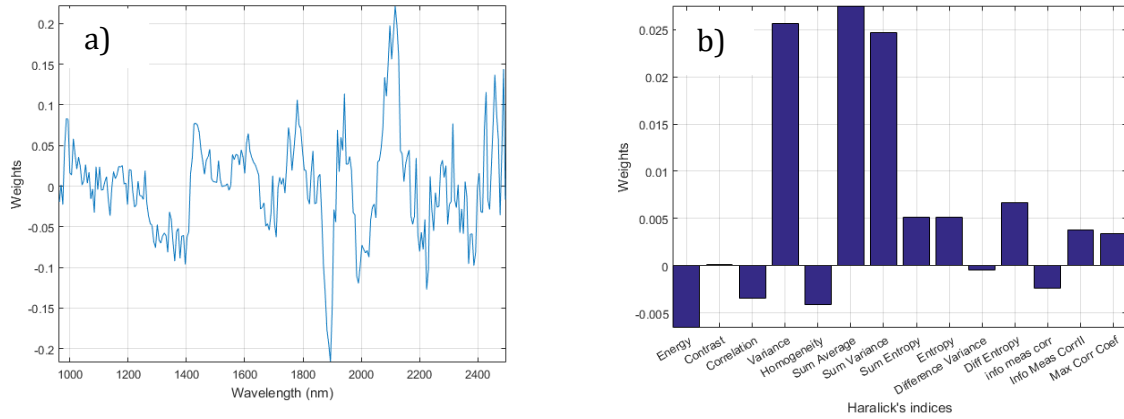 a)
0.2
0.15
0.1
0.05
0
-0.05
-0.1
-0.15
-0.2
Weights
1000 1200 1400 1600 1800 2000 2200 2400
Wavelength (nm)
b)
0.025
0.02
0.015
0.01
0.005
0
-0.005
Weights
Energy
Contrast
Correlation
Variance
Homogeneity
Sum Average
Sum Variance
Sum Entropy
Entropy
Difference Variance
Diff Entropy
info meas corr
Info Meas CorrII
Max Corr Coef
Haralick's indices